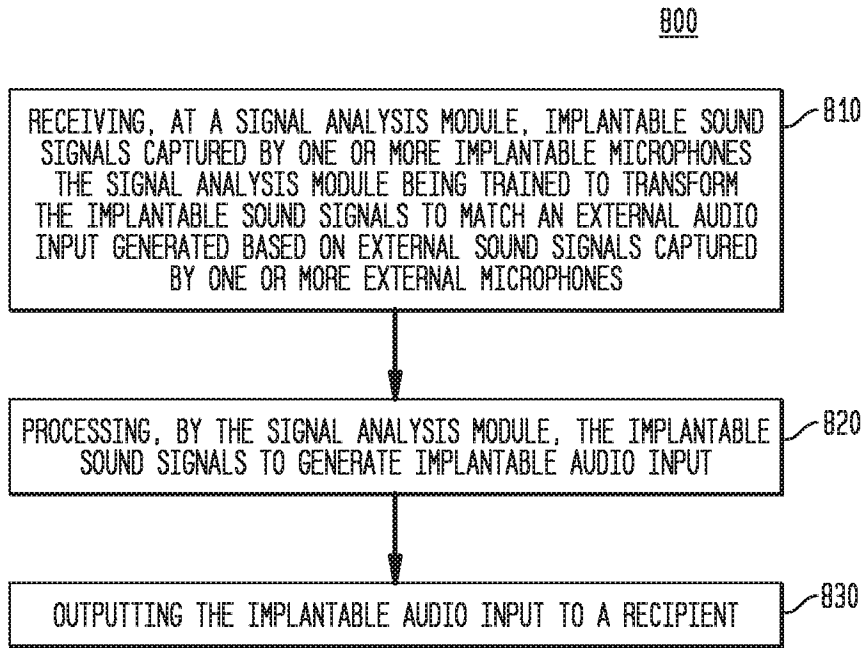 800
RECEIVING, AT A SIGNAL ANALYSIS MODULE, IMPLANTABLE SOUND
SIGNALS CAPTURED BY ONE OR MORE IMPLANTABLE MICROPHONES
THE SIGNAL ANALYSIS MODULE BEING TRAINED TO TRANSFORM
THE IMPLANTABLE SOUND SIGNALS TO MATCH AN EXTERNAL AUDIO
INPUT GENERATED BASED ON EXTERNAL SOUND SIGNALS CAPTURED
BY ONE OR MORE EXTERNAL MICROPHONES
810
PROCESSING, BY THE SIGNAL ANALYSIS MODULE, THE IMPLANTABLE
SOUND SIGNALS TO GENERATE IMPLANTABLE AUDIO INPUT
820
OUTPUTTING THE IMPLANTABLE AUDIO INPUT TO A RECIPIENT
830